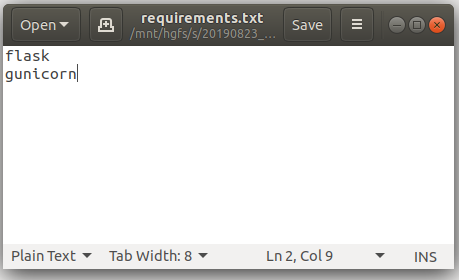 Open
requirements.txt
/mnt/hgfs/s/20190823_...
Save
flask
gunicorn
Plain Text
Tab Width: 8
Ln 2, Col 9
INS